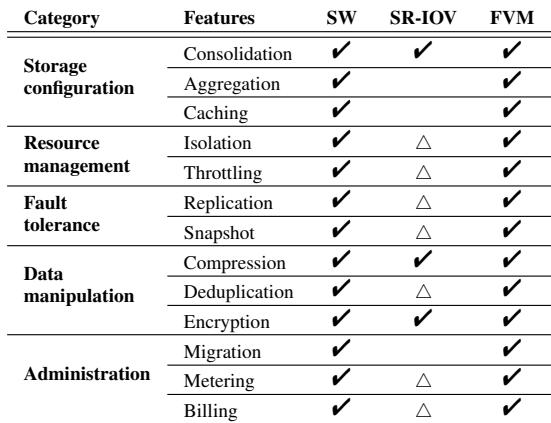 Category Features SW SR-IOV FVM
Storage configuration Consolidation ✔ ✔ ✔
Aggregation ✔ ✔
Caching ✔ ✔
Resource management Isolation ✔ △ ✔
Throttling ✔ △ ✔
Fault tolerance Replication ✔ △ ✔
Snapshot ✔ △ ✔
Data manipulation Compression ✔ ✔ ✔
Deduplication ✔ △ ✔
Encryption ✔ ✔ ✔
Administration Migration ✔ ✔
Metering ✔ △ ✔
Billing ✔ △ ✔